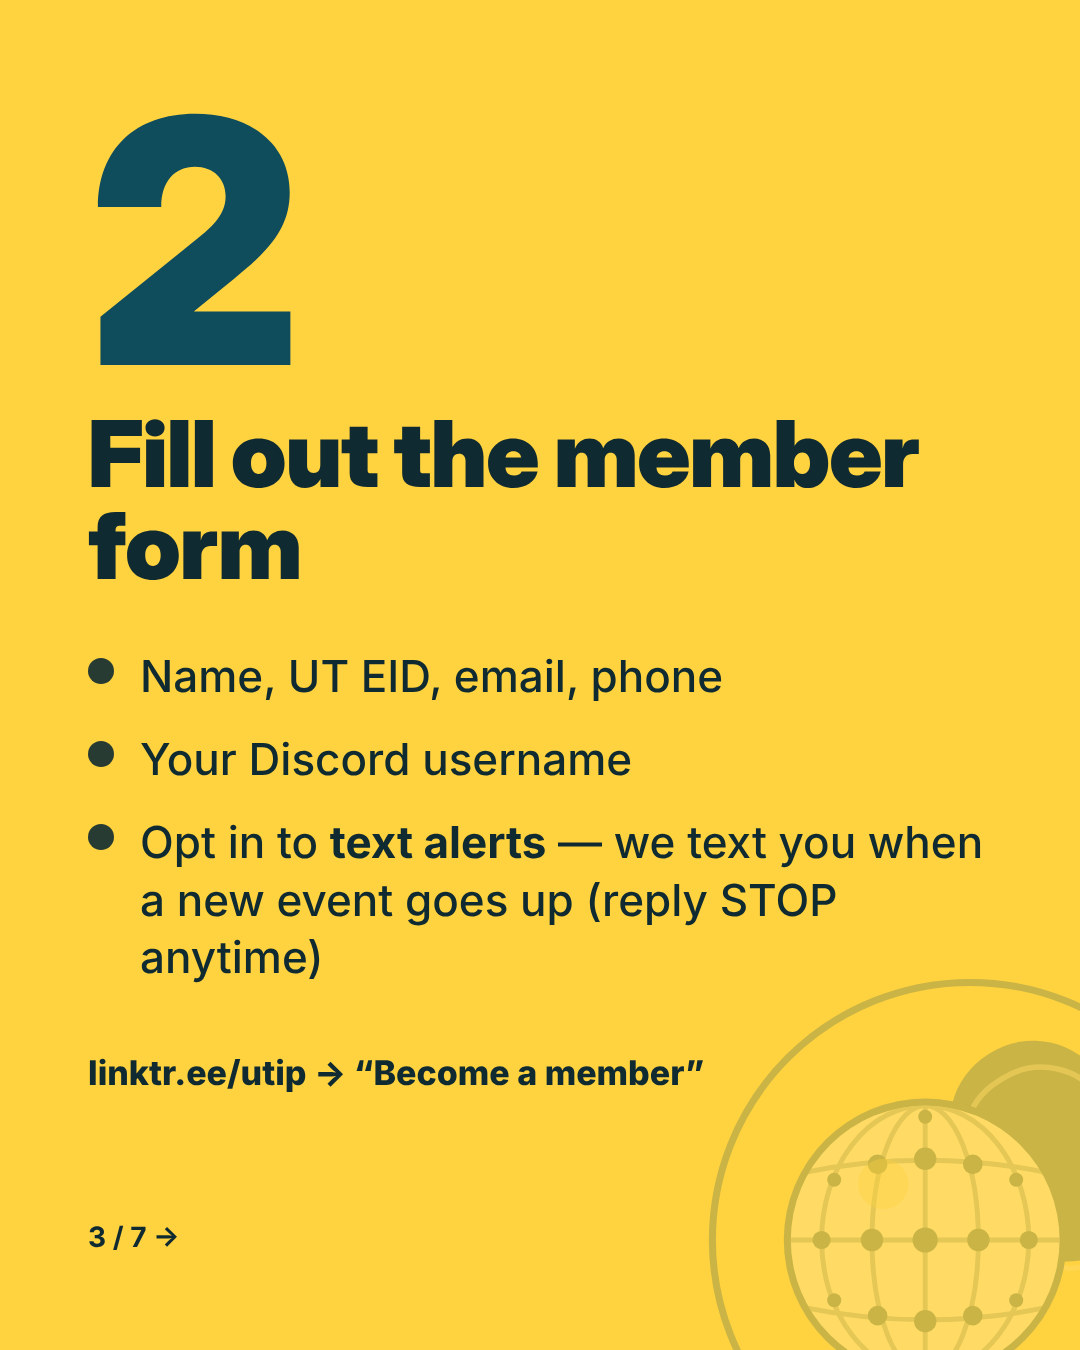 2
Fill out the member
form
Name, UT EID, email, phone
Your Discord username
Opt in to text alerts — we text you when
a new event goes up (reply STOP
anytime)
linktr.ee/utip → “Become a member”
3 / 7 →